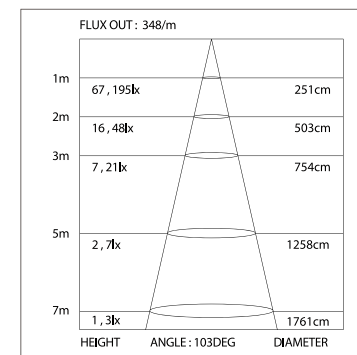 FLUX OUT : 348/m
1m
67 , 195lx 251cm
2m
16 , 48lx 503cm
3m
7 , 21lx 754cm
5m
2 , 7lx 1258cm
7m
1 , 3lx 1761cm
HEIGHT ANGLE : 103DEG DIAMETER